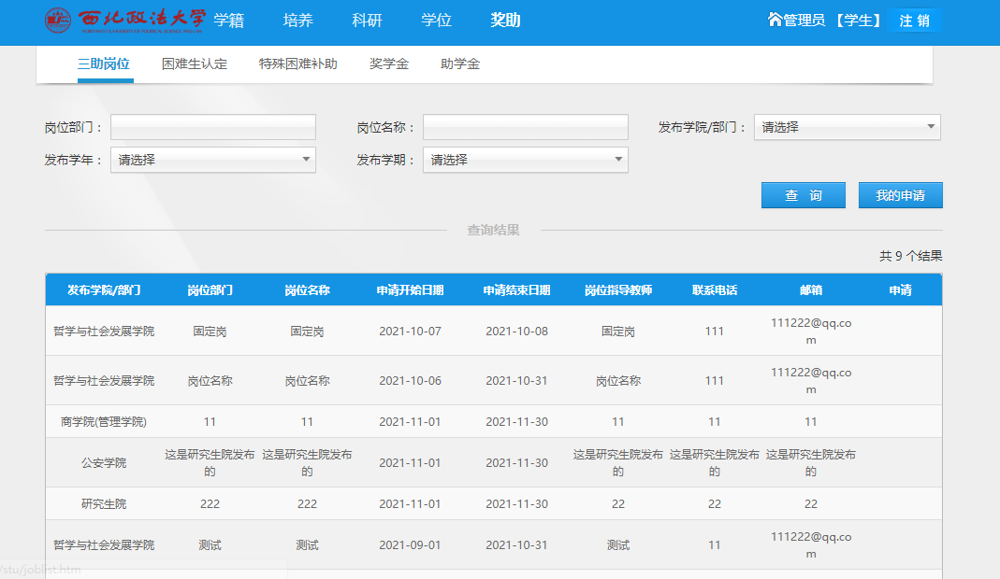 西北政法大学 学籍 培养 科研 学位 奖助 管理员 【学生】 注 销
三助岗位 困难生认定 特殊困难补助 奖学金 助学金
岗位部门： 岗位名称： 发布学院/部门： 请选择
发布学年： 请选择 发布学期： 请选择
查 询 我的申请
查询结果
共 9 个结果
发布学院/部门 岗位部门 岗位名称 申请开始日期 申请结束日期 岗位指导教师 联系电话 邮箱 申请
哲学与社会发展学院 固定岗 固定岗 2021-10-07 2021-10-08 固定岗 111 111222@qq.co
m
哲学与社会发展学院 岗位名称 岗位名称 2021-10-06 2021-10-31 岗位名称 111 111222@qq.co
m
商学院(管理学院) 11 11 2021-11-01 2021-11-30 11 11 11
公安学院 这是研究生院发布 这是研究生院发布 2021-11-01 2021-11-30 这是研究生院发布 这是研究生院发布 这是研究生院发布
的 的 的 的 的
研究生院 222 222 2021-11-01 2021-11-30 22 22 22
哲学与社会发展学院 测试 测试 2021-09-01 2021-10-31 测试 11 111222@qq.co
m
/stu/joblist.htm